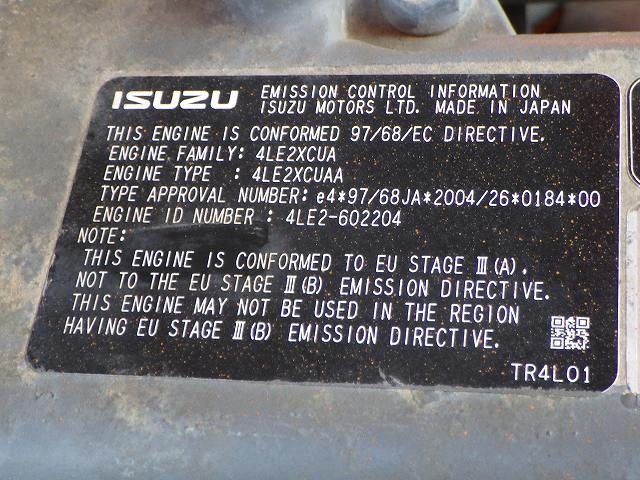 ISUZU EMISSION CONTROL INFORMATION
ISUZU MOTORS LTD. MADE IN JAPAN
THIS ENGINE IS CONFORMED 97/68/EC DIRECTIVE.
ENGINE FAMILY: 4LE2XCUA
ENGINE TYPE : 4LE2XCUAA
TYPE APPROVAL NUMBER: e4*97/68JA*2004/26*0184*00
ENGINE ID NUMBER : 4LE2-602204
NOTE:
THIS ENGINE IS CONFORMED TO EU STAGE Ⅲ(A).
NOT TO THE EU STAGE Ⅲ(B) EMISSION DIRECTIVE.
THIS ENGINE MAY NOT BE USED IN THE REGION
HAVING EU STAGE Ⅲ(B) EMISSION DIRECTIVE.
TR4L01